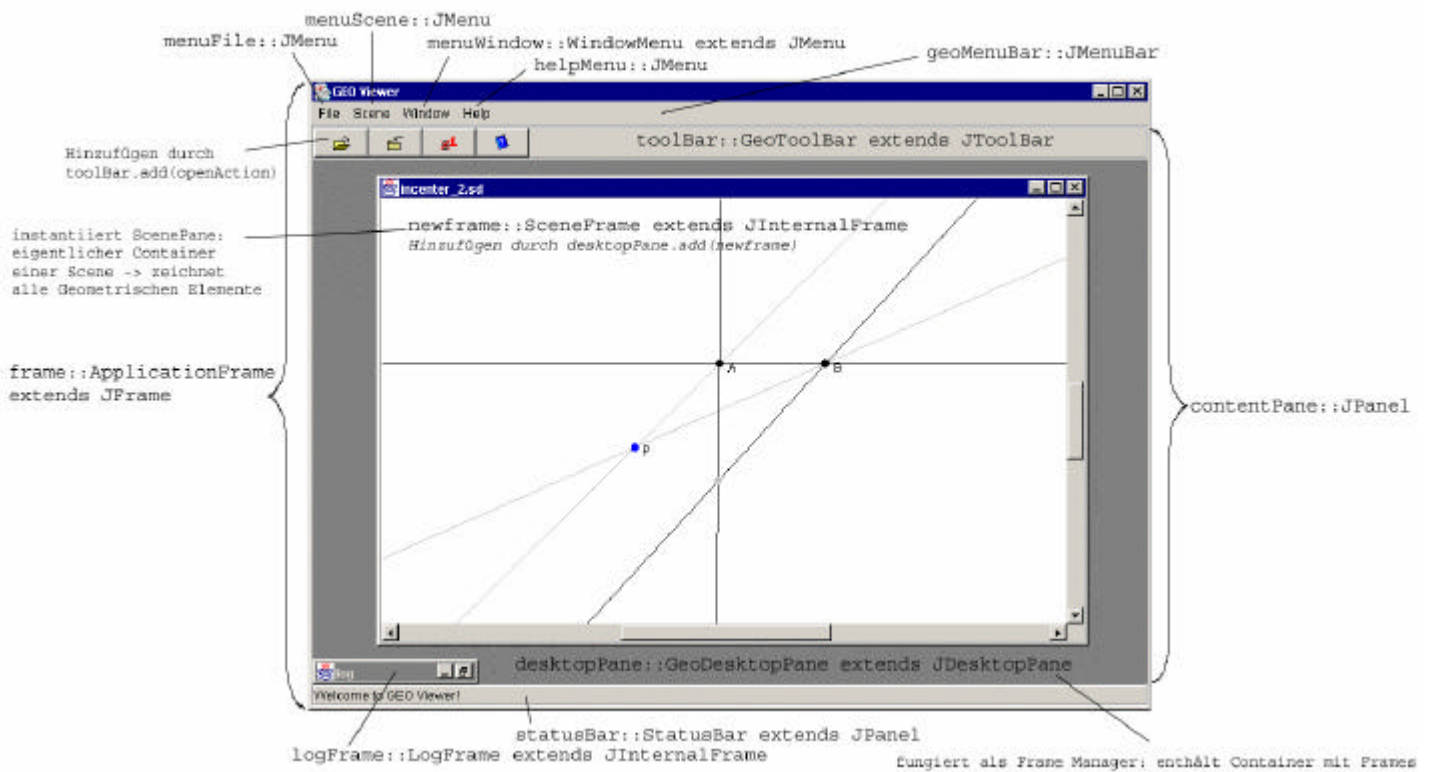 menuScene::JMenu
menuFile::JMenu
menuWindow::WindowMenu extends JMenu
helpMenu::JMenu
geoMenuBar::JMenuBar
GEO Viewer
File Scene Window Help
toolBar::GeoToolBar extends JToolBar
Hinzufügen durch
toolBar.add(openAction)
incenter_2.sd
newframe::SceneFrame extends JInternalFrame
Hinzufügen durch desktopPane.add(newframe)
instantiiert ScenePane:
eigentlicher Container
einer Scene -> zeichnet
alle Geometrischen Elemente
A
B
p
frame::ApplicationFrame
extends JFrame
contentPane::JPanel
desktopPane::GeoDesktopPane extends JDesktopPane
log
Welcome to GEO Viewer!
statusBar::StatusBar extends JPanel
logFrame::LogFrame extends JInternalFrame
fungiert als Frame Manager: enthält Container mit Frames